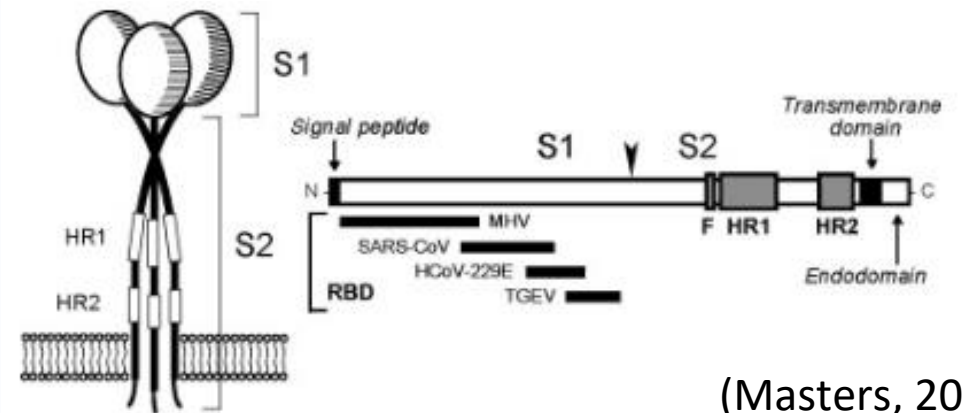 S1
HR1
HR2
S2
Signal peptide
Transmembrane
domain
S1
S2
N
C
F HR1
HR2
MHV
SARS-CoV
HCoV-229E
TGEV
RBD
Endodomain
(Masters, 20